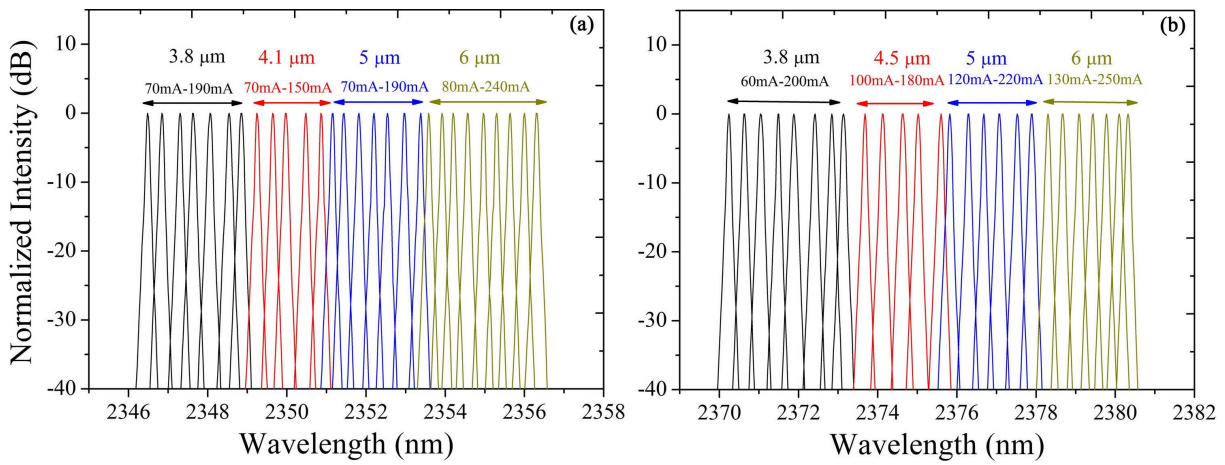 Normalized Intensity (dB)
10
0
-10
-20
-30
-40
(a)
3.8 μm
4.1 μm
5 μm
6 μm
70mA-190mA
70mA-150mA
70mA-190mA
80mA-240mA
2346
2348
2350
2352
2354
2356
2358
Wavelength (nm)
10
0
-10
-20
-30
-40
(b)
3.8 μm
4.5 μm
5 μm
6 μm
60mA-200mA
100mA-180mA
120mA-220mA
130mA-250mA
2370
2372
2374
2376
2378
2380
2382
Wavelength (nm)